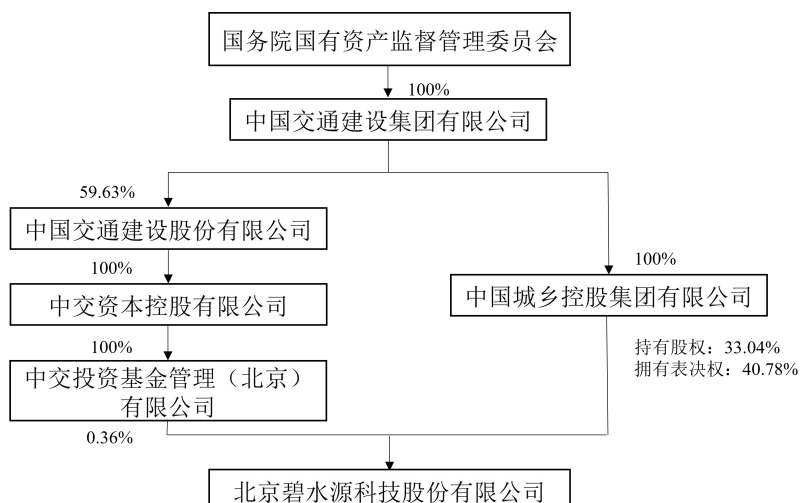 国务院国有资产监督管理委员会
100%
中国交通建设集团有限公司
59.63%
中国交通建设股份有限公司
100%
中交资本控股有限公司
100%
中国城乡控股集团有限公司
100%
中交投资基金管理（北京）
有限公司
持有股权：33.04%
拥有表决权：40.78%
0.36%
北京碧水源科技股份有限公司